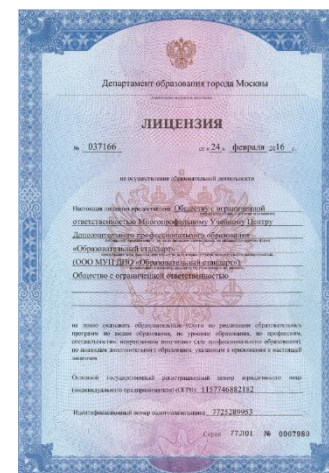 Департамент образования города Москвы
ЛИЦЕНЗИЯ
№ 037166 от « 24 » февраля 2016 г.
на осуществление образовательной деятельности
Настоящая лицензия предоставлена Обществу с ограниченной
ответственностью Многопрофильному Учебному Центру
Дополнительного профессионального образования
«Образовательный стандарт»
(ООО МУЦ ДПО «Образовательный стандарт»)
Общество с ограниченной ответственностью
на право оказывать образовательные услуги по реализации образовательных
программ по видам образования, по уровням образования, по профессиям,
специальностям, направлениям подготовки (для профессионального образования),
по подвидам дополнительного образования, указанным в приложении к настоящей
лицензии
Основной государственный регистрационный номер юридического лица
(индивидуального предпринимателя) (ОГРН) 1157746882182
Идентификационный номер налогоплательщика 7725289953
Серия 77Л01 № 0007980